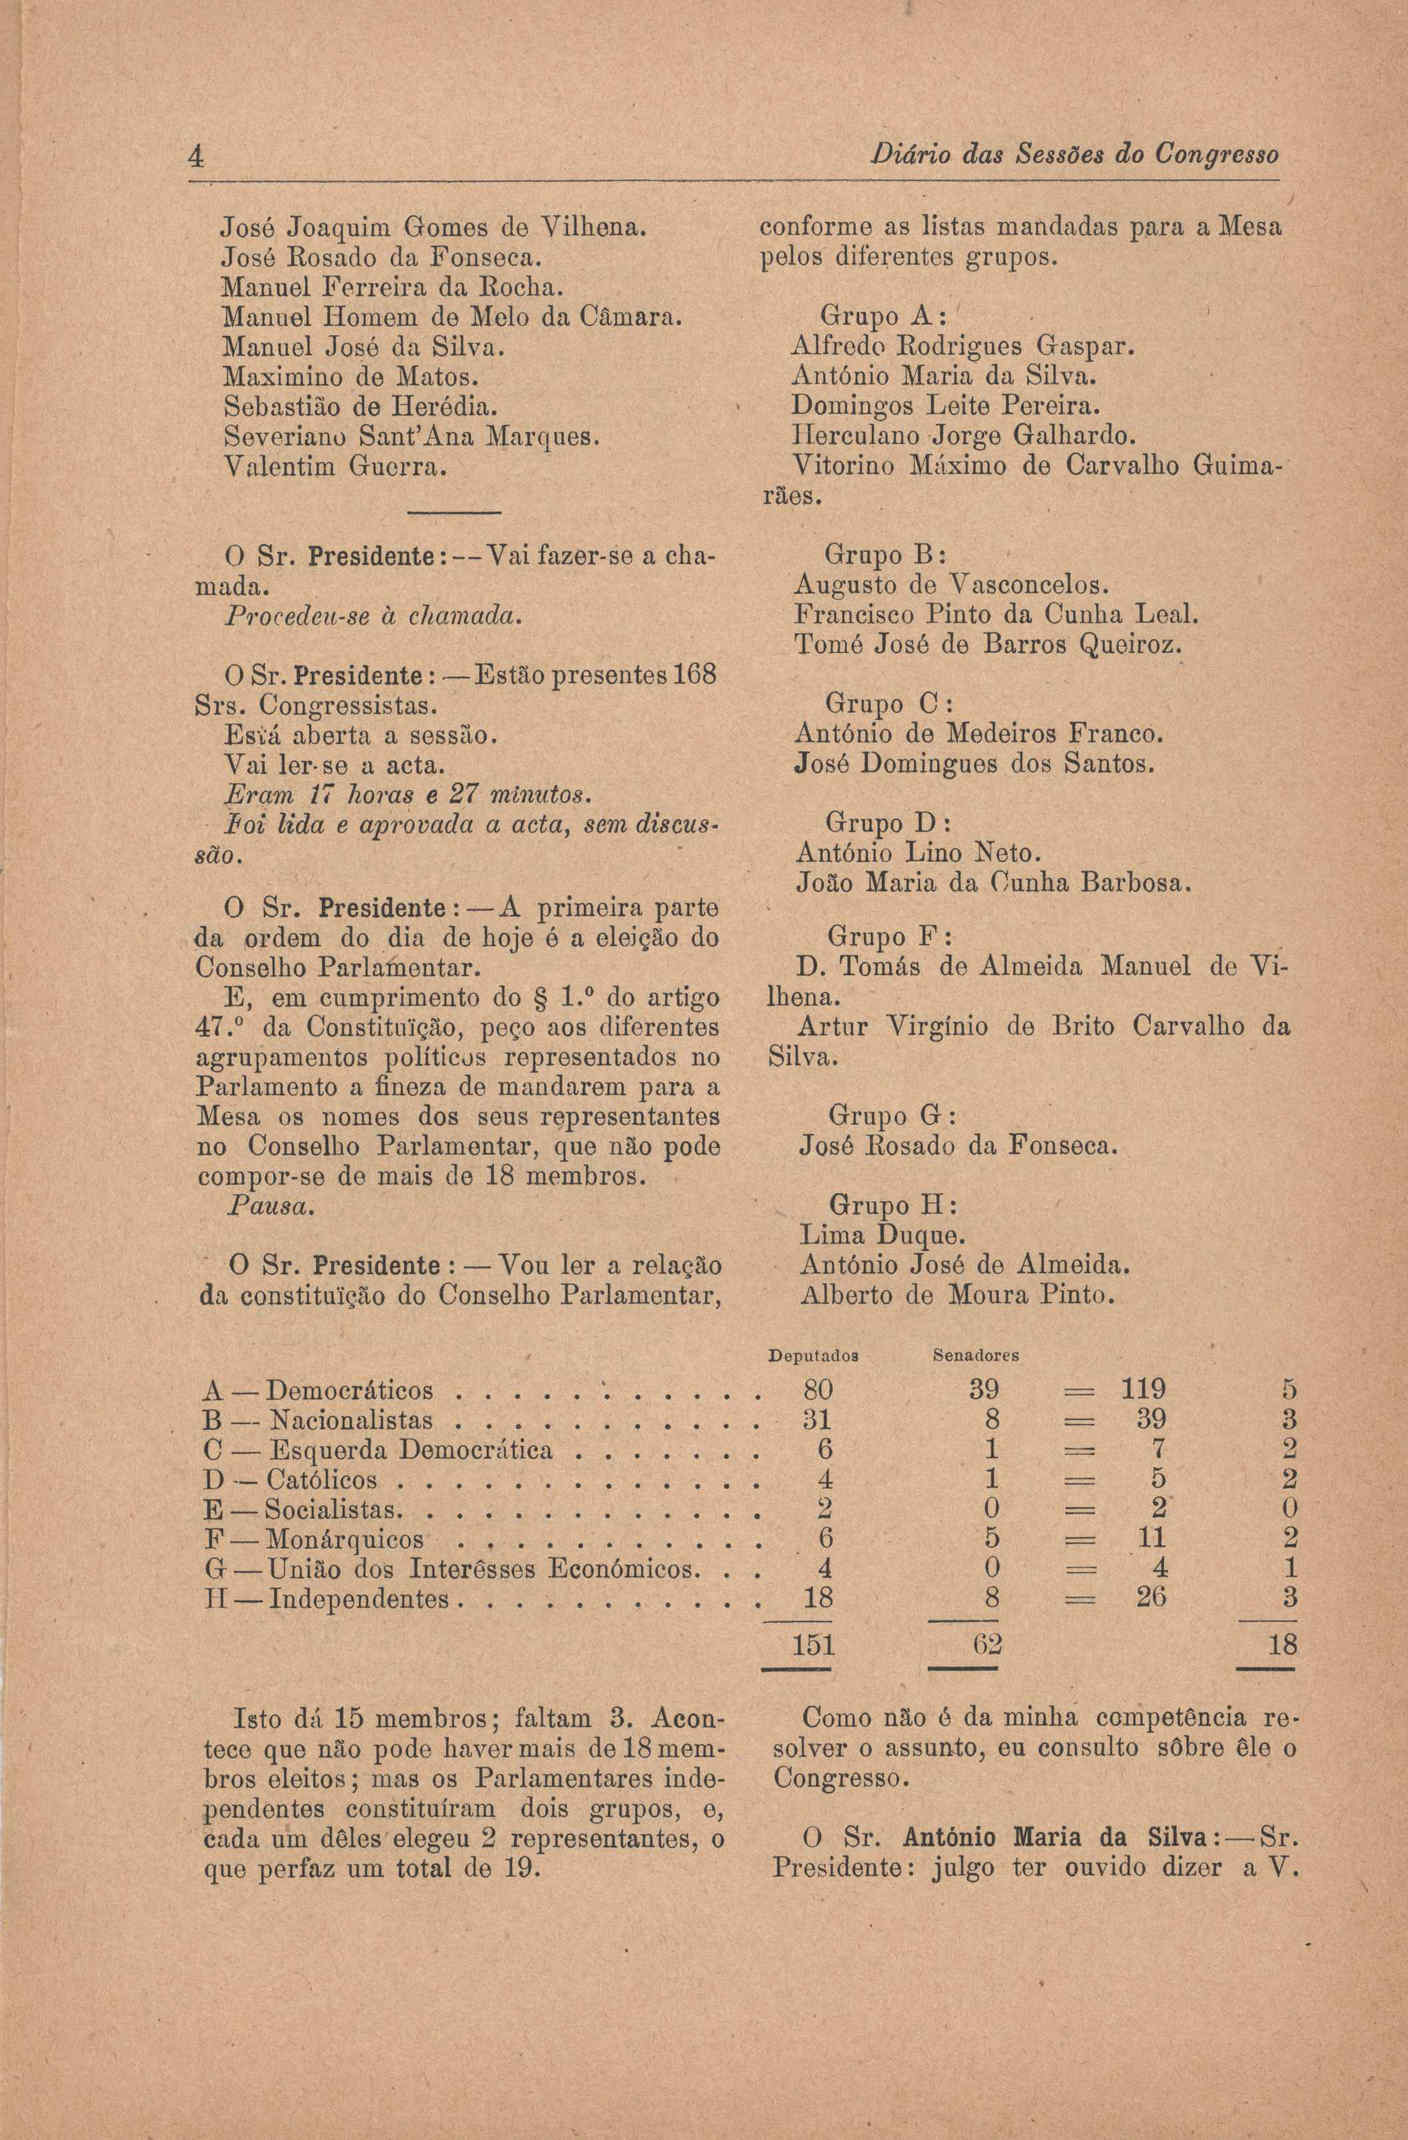 4
Diário das Sessões do Congresso
José Joaquim Gomes de Vilhena.
José Rosado da Fonseca.
Manuel Ferreira da Rocha.
Manuel Homem de Melo da Câmara.
Manuel José da Silva.
Maximino de Matos.
Sebastião de Herédia.
Severiano Sant'Ana Marques.
Valentim Guerra.
O Sr. Presidente:--Vai fazer-se a cha-
mada.
Procedeu-se à chamada.
O Sr. Presidente: — Estão presentes 168
Srs. Congressistas.
Está aberta a sessão.
Vai ler-se a acta.
Eram 17 horas e 27 minutos.
Foi lida e aprovada a acta, sem discus-
são.
O Sr. Presidente: — A primeira parte
da ordem do dia de hoje é a eleição do
Conselho Parlamentar.
E, em cumprimento do § 1.º do artigo
47.º da Constituïção, peço aos diferentes
agrupamentos políticos representados no
Parlamento a fineza de mandarem para a
Mesa os nomes dos seus representantes
no Conselho Parlamentar, que não pode
compor-se de mais de 18 membros.
Pausa.
O Sr. Presidente: — Vou ler a relação
da constituïção do Conselho Parlamentar,
conforme as listas mandadas para a Mesa
pelos diferentes grupos.
Grupo A:
Alfredo Rodrigues Gaspar.
António Maria da Silva.
Domingos Leite Pereira.
Herculano Jorge Galhardo.
Vitorino Máximo de Carvalho Guima-
rães.
Grupo B:
Augusto de Vasconcelos.
Francisco Pinto da Cunha Leal.
Tomé José de Barros Queiroz.
Grupo C:
António de Medeiros Franco.
José Domingues dos Santos.
Grupo D:
António Lino Neto.
João Maria da Cunha Barbosa.
Grupo F:
D. Tomás de Almeida Manuel de Vi-
lhena.
Artur Virgínio de Brito Carvalho da
Silva.
Grupo G:
José Rosado da Fonseca.
Grupo H:
Lima Duque.
António José de Almeida.
Alberto de Moura Pinto.
Deputados Senadores
A — Democráticos . . . . . . . . . . . 80 39 = 119 5
B — Nacionalistas . . . . . . . . . . . 31 8 = 39 3
C — Esquerda Democrática . . . . . . . 6 1 = 7 2
D — Católicos . . . . . . . . . . . . . 4 1 = 5 2
E — Socialistas. . . . . . . . . . . . . 2 0 = 2 0
F — Monárquicos . . . . . . . . . . . 6 5 = 11 2
G — União dos Interêsses Económicos. . . 4 0 = 4 1
H — Independentes . . . . . . . . . . . 18 8 = 26 3
151 62 18
Isto dá 15 membros; faltam 3. Acon-
tece que não pode haver mais de 18 mem-
bros eleitos; mas os Parlamentares inde-
pendentes constituíram dois grupos, e,
cada um dêles elegeu 2 representantes, o
que perfaz um total de 19.
Como não é da minha competência re-
solver o assunto, eu consulto sôbre êle o
Congresso.
O Sr. António Maria da Silva: — Sr.
Presidente: julgo ter ouvido dizer a V.